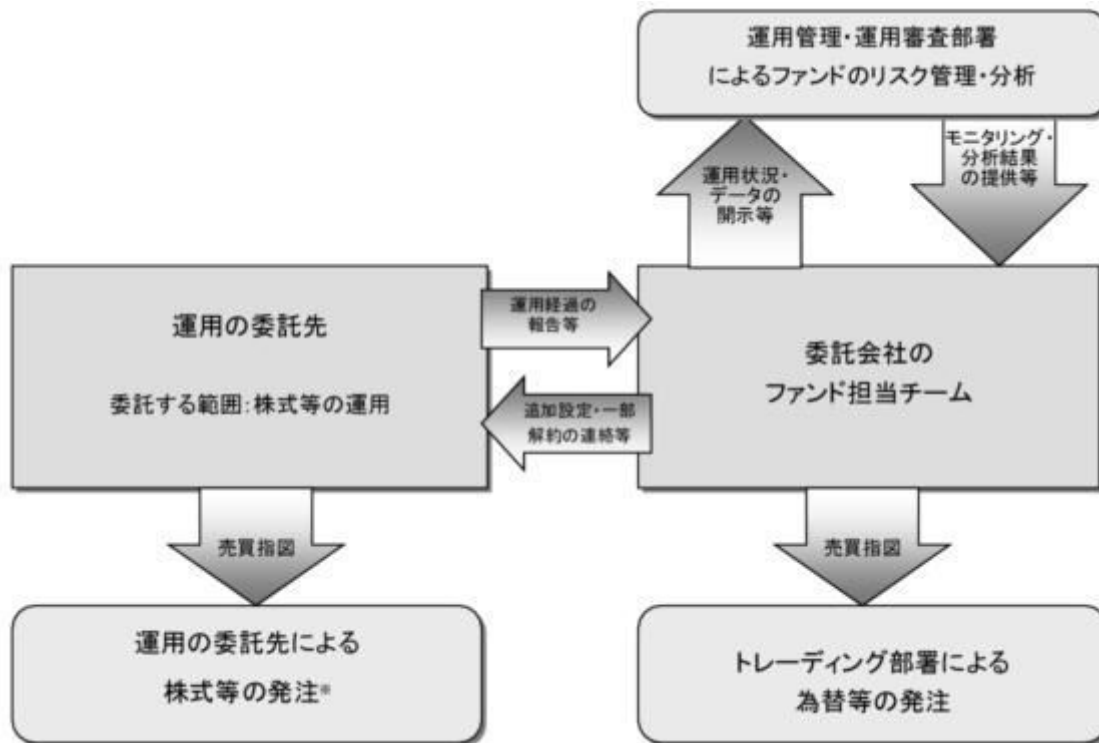 運用管理・運用審査部署
によるファンドのリスク管理・分析
運用状況・
データの
開示等
モニタリング・
分析結果
の提供等
運用の委託先
委託する範囲:株式等の運用
運用経過の
報告等
追加設定・一部
解約の連絡等
委託会社の
ファンド担当チーム
売買指図
売買指図
運用の委託先による
株式等の発注※
トレーディング部署による
為替等の発注